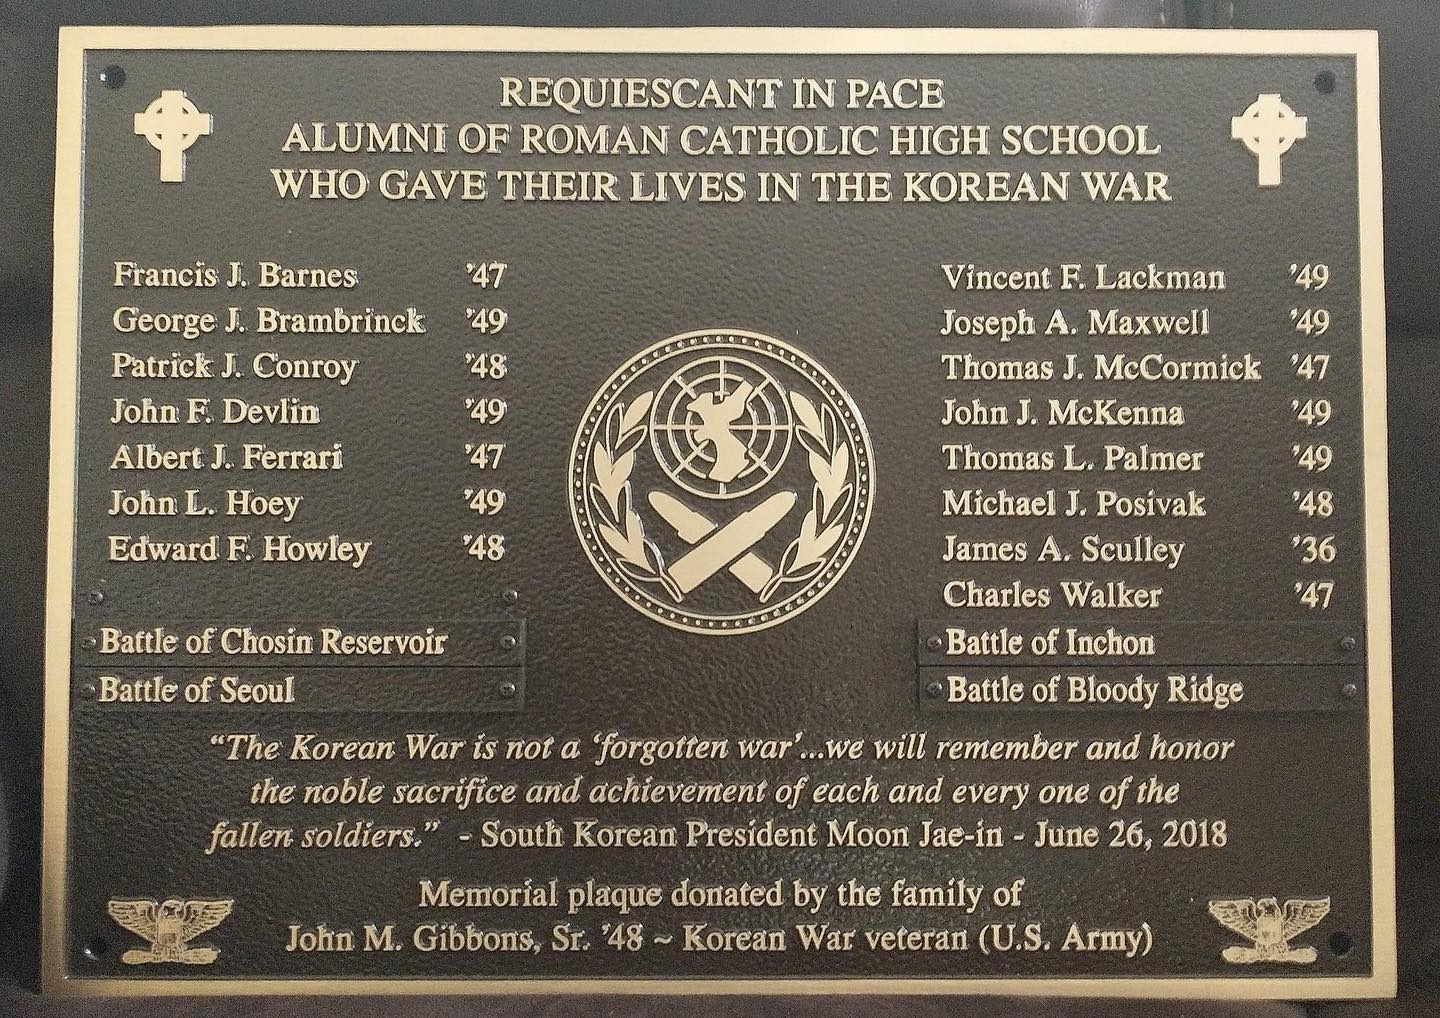 REQUIESCANT IN PACE
ALUMNI OF ROMAN CATHOLIC HIGH SCHOOL
WHO GAVE THEIR LIVES IN THE KOREAN WAR
Francis J. Barnes ’47
George J. Brambrinck ’49
Patrick J. Conroy ’48
John F. Devlin ’49
Albert J. Ferrari ’47
John L. Hoey ’49
Edward F. Howley ’48
Vincent F. Lackman ’49
Joseph A. Maxwell ’49
Thomas J. McCormick ’47
John J. McKenna ’49
Thomas L. Palmer ’49
Michael J. Posivak ’48
James A. Sculley ’36
Charles Walker ’47
Battle of Chosin Reservoir
Battle of Seoul
Battle of Inchon
Battle of Bloody Ridge
“The Korean War is not a ‘forgotten war’...we will remember and honor
the noble sacrifice and achievement of each and every one of the
fallen soldiers.” - South Korean President Moon Jae-in - June 26, 2018
Memorial plaque donated by the family of
John M. Gibbons, Sr. ’48 ~ Korean War veteran (U.S. Army)